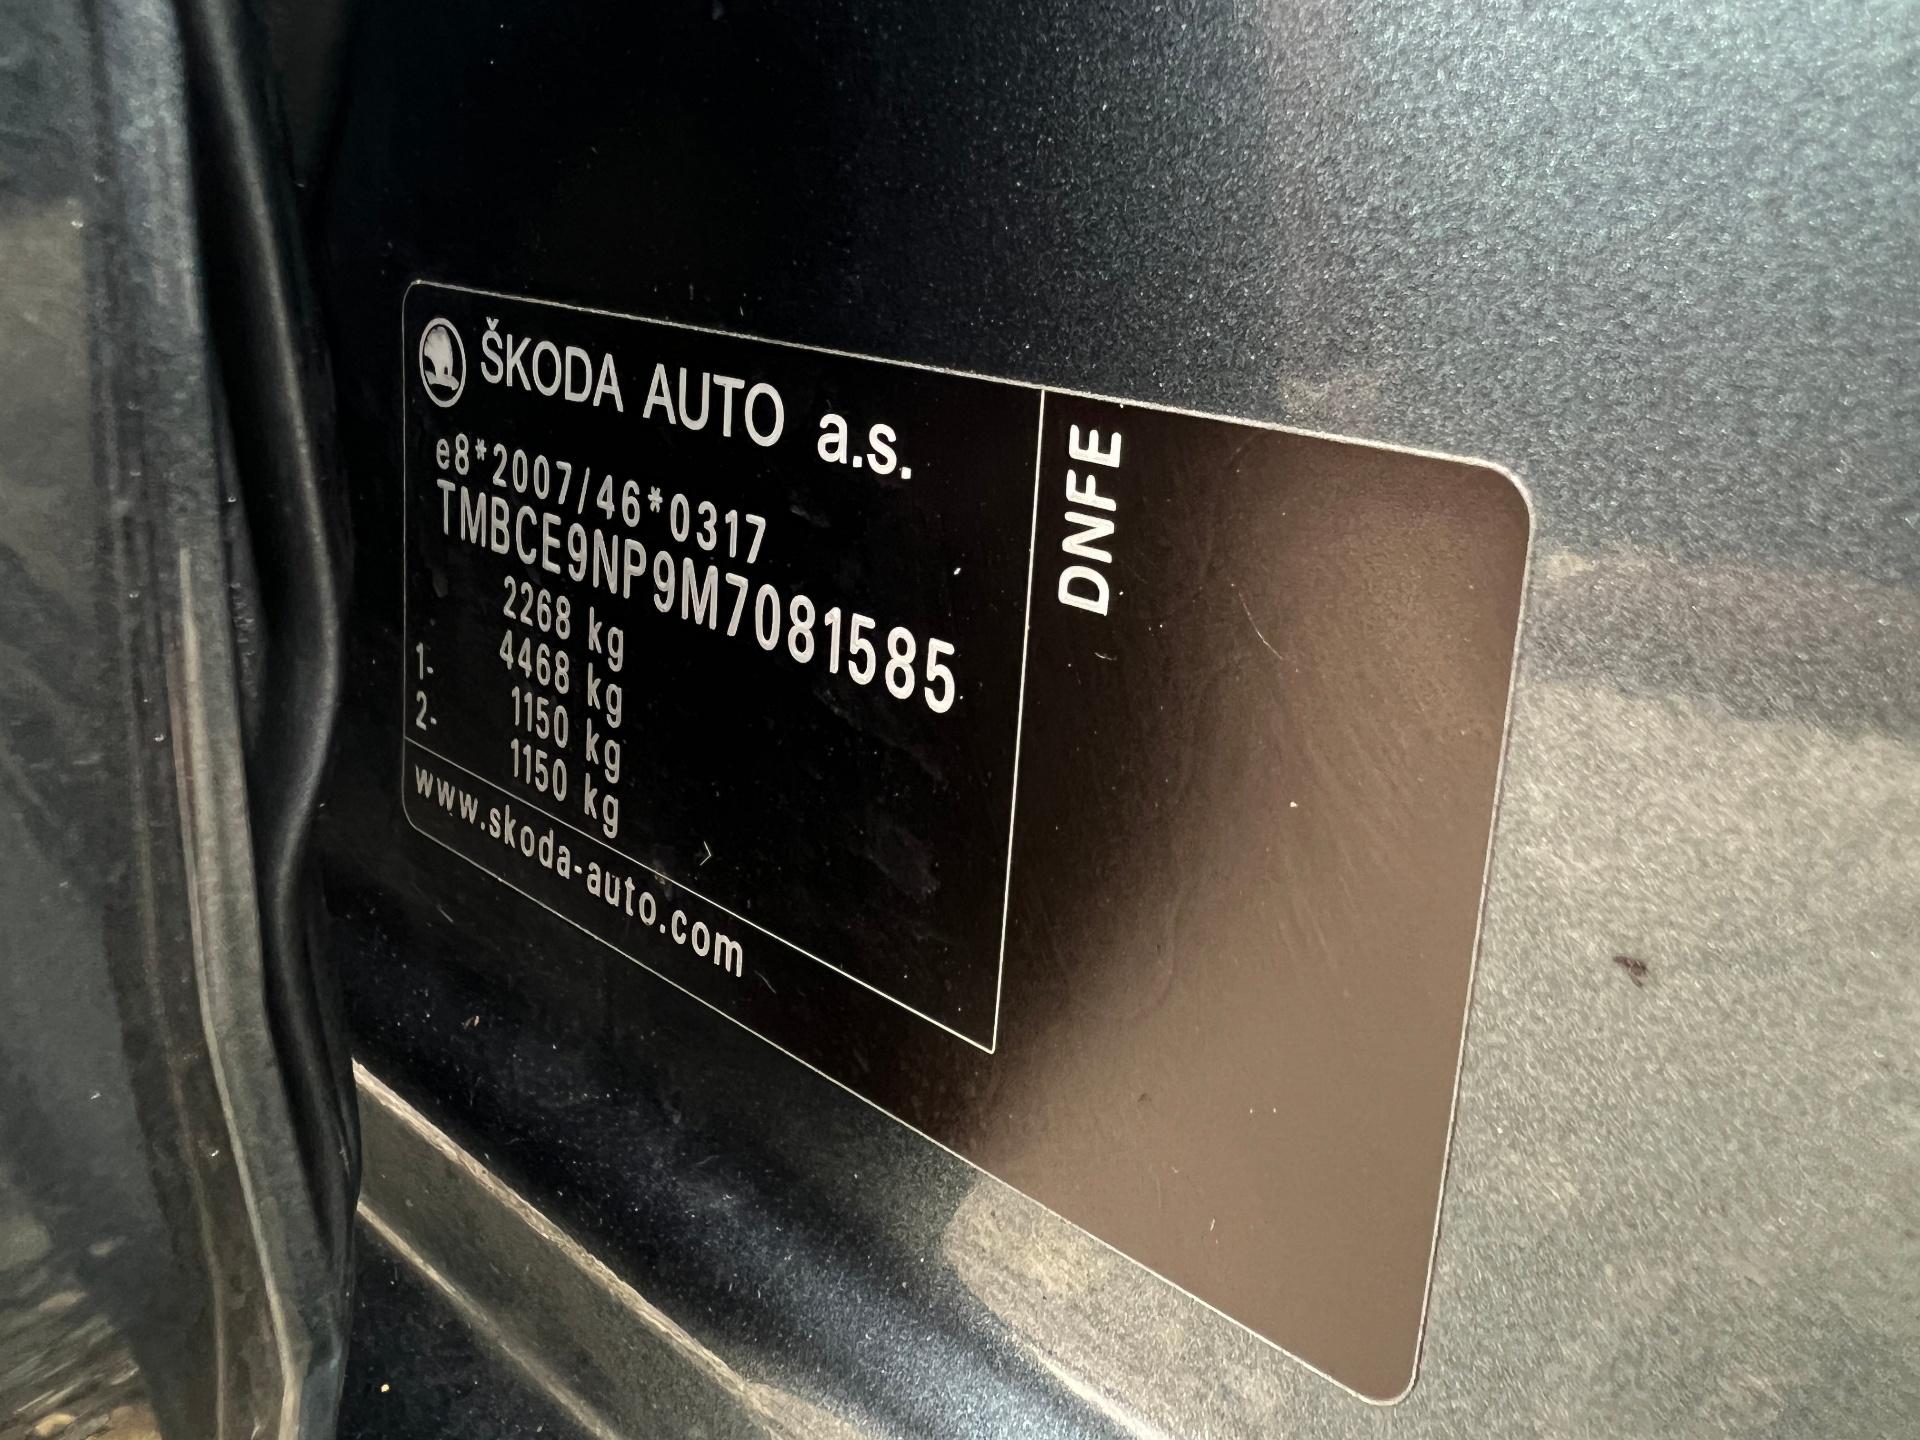 ŠKODA AUTO a.s.
e8*2007/46*0317
TMBCE9NP9M7081585
2268 kg
4468 kg
1- 1150 kg
2- 1150 kg
www.skoda-auto.com
DNFE